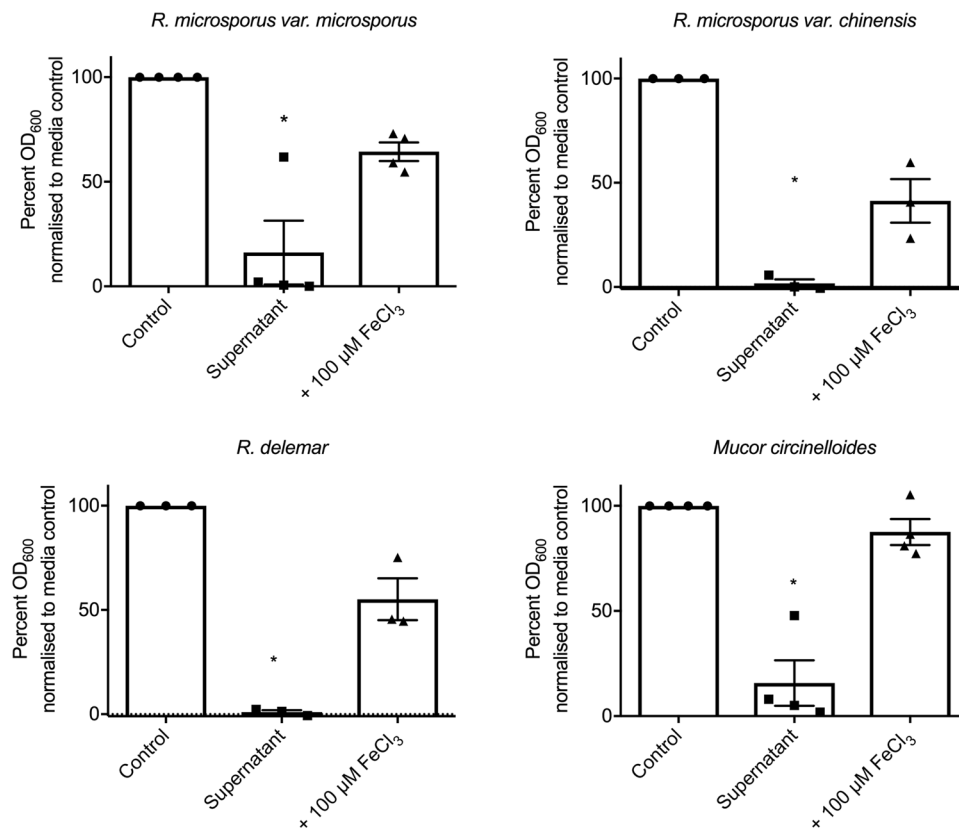 R. microsporus var. microsporus
Percent OD600
normalised to media control
100
50
0
*
Control
Supernatant
+ 100 µM FeCl3
R. microsporus var. chinensis
Percent OD600
normalised to media control
100
50
0
*
Control
Supernatant
+ 100 µM FeCl3
R. delemar
Percent OD600
normalised to media control
100
50
0
*
Control
Supernatant
+ 100 µM FeCl3
Mucor circinelloides
Percent OD600
normalised to media control
100
50
0
*
Control
Supernatant
+ 100 µM FeCl3